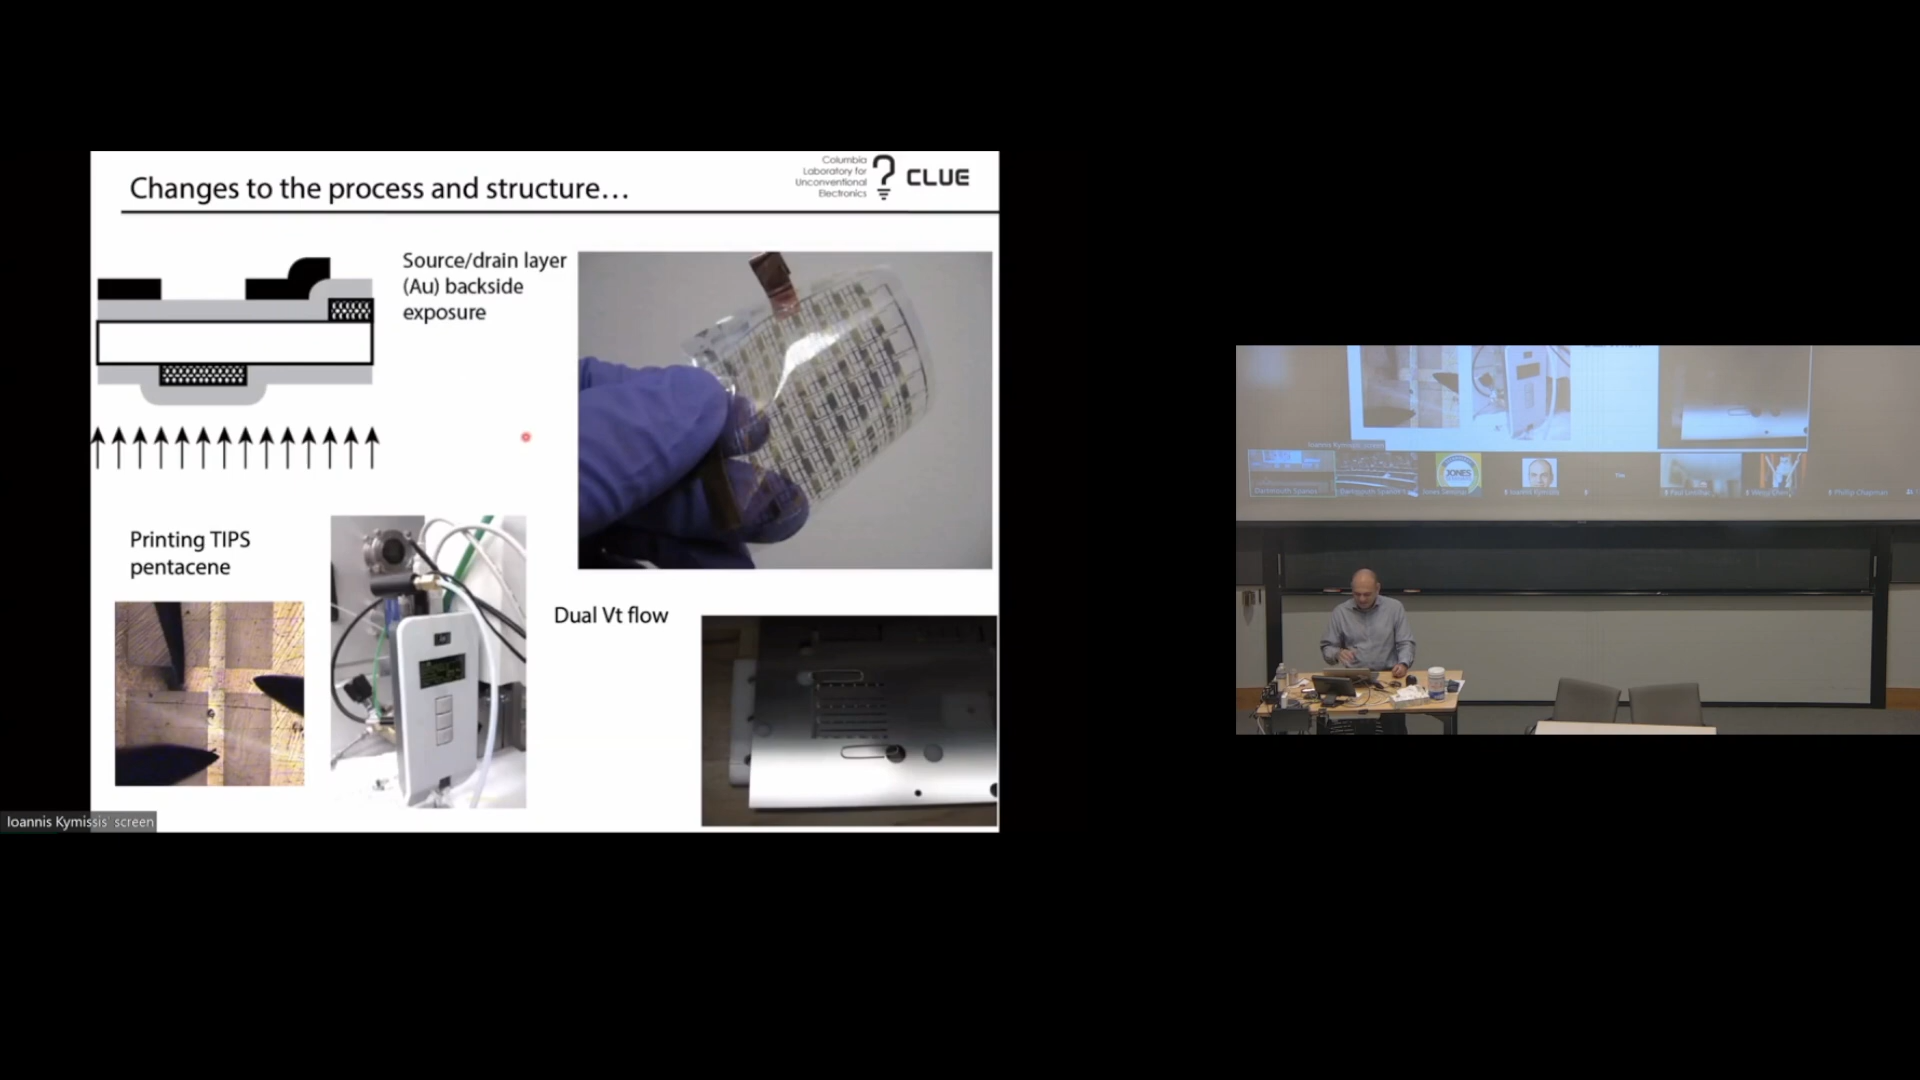 Changes to the process and structure...
Columbia
Laboratory for
Unconventional
Electronics
CLUE
Source/drain layer
(Au) backside
exposure
Printing TIPS
pentacene
Dual Vt flow
Ioannis Kymissis' screen
JONES